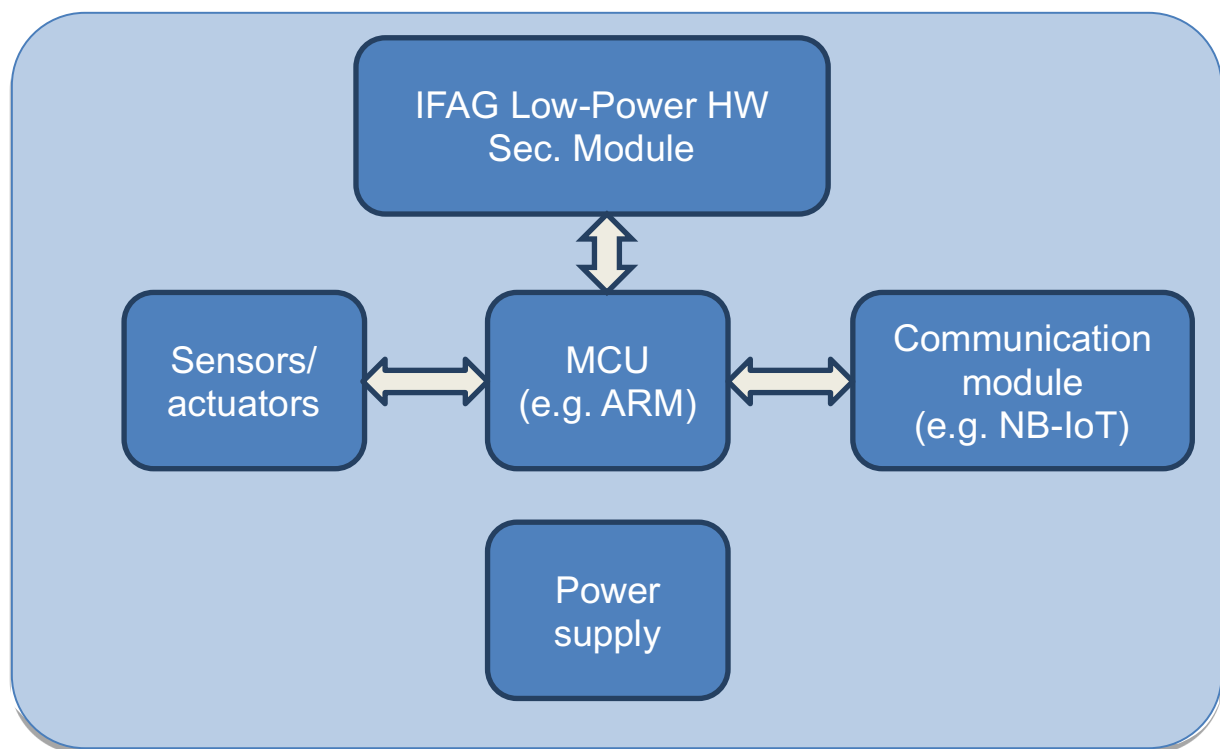 IFAG Low-Power HW
Sec. Module
Sensors/
actuators
MCU
(e.g. ARM)
Communication
module
(e.g. NB-IoT)
Power
supply